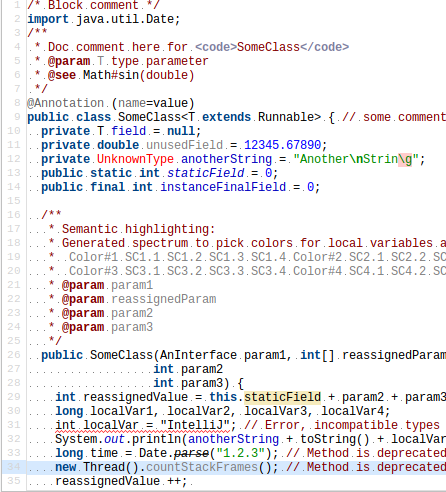 1 /* Block comment */
2 import java.util.Date;
3 /**
4  * Doc comment here for <code>SomeClass</code>
5  * @param T type parameter
6  * @see Math#sin(double)
7  */
8 @Annotation (name=value)
9 public class SomeClass<T extends Runnable> { // some comment
10   private T field = null;
11   private double unusedField = 12345.67890;
12   private UnknownType anotherString = "Another\nStrin\g";
13   public static int staticField = 0;
14   public final int instanceFinalField = 0;
15
16   /**
17    * Semantic highlighting:
18    * Generated spectrum to pick colors for local variables a
19    *  Color#1 SC1.1 SC1.2 SC1.3 SC1.4 Color#2 SC2.1 SC2.2 SC
20    *  Color#3 SC3.1 SC3.2 SC3.3 SC3.4 Color#4 SC4.1 SC4.2 SC
21    * @param param1
22    * @param reassignedParam
23    * @param param2
24    * @param param3
25    */
26   public SomeClass(AnInterface param1, int[] reassignedParam
27                    int param2
28                    int param3) {
29     int reassignedValue = this.staticField + param2 + param3
30     long localVar1, localVar2, localVar3, localVar4;
31     int localVar = "IntelliJ"; // Error, incompatible types
32     System.out.println(anotherString + toString() + localVar
33     long time = Date.parse("1.2.3"); // Method is deprecated
34     new Thread().countStackFrames(); // Method is deprecated
35     reassignedValue ++;